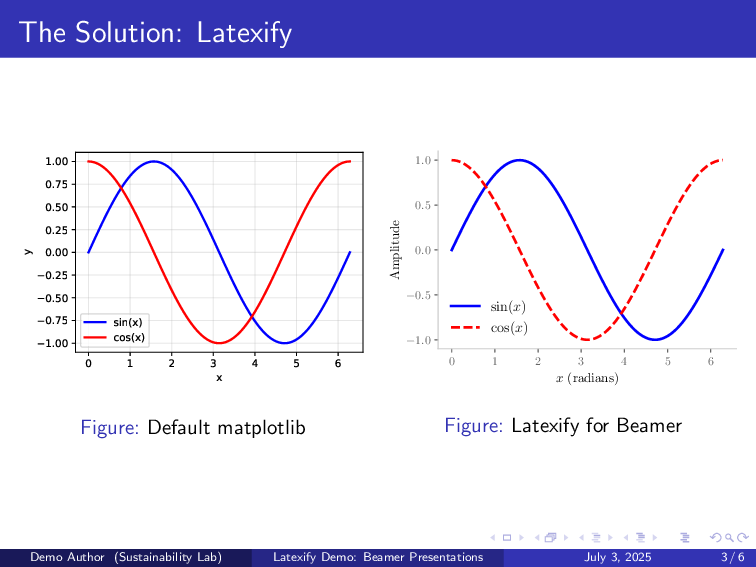 The Solution: Latexify
1.00
0.75
0.50
0.25
0.00
−0.25
−0.50
−0.75
−1.00
y
sin(x)
cos(x)
0 1 2 3 4 5 6
x
Figure: Default matplotlib
1.0
0.5
0.0
−0.5
−1.0
Amplitude
sin(x)
cos(x)
0 1 2 3 4 5 6
x (radians)
Figure: Latexify for Beamer
Demo Author (Sustainability Lab) Latexify Demo: Beamer Presentations July 3, 2025 3 / 6